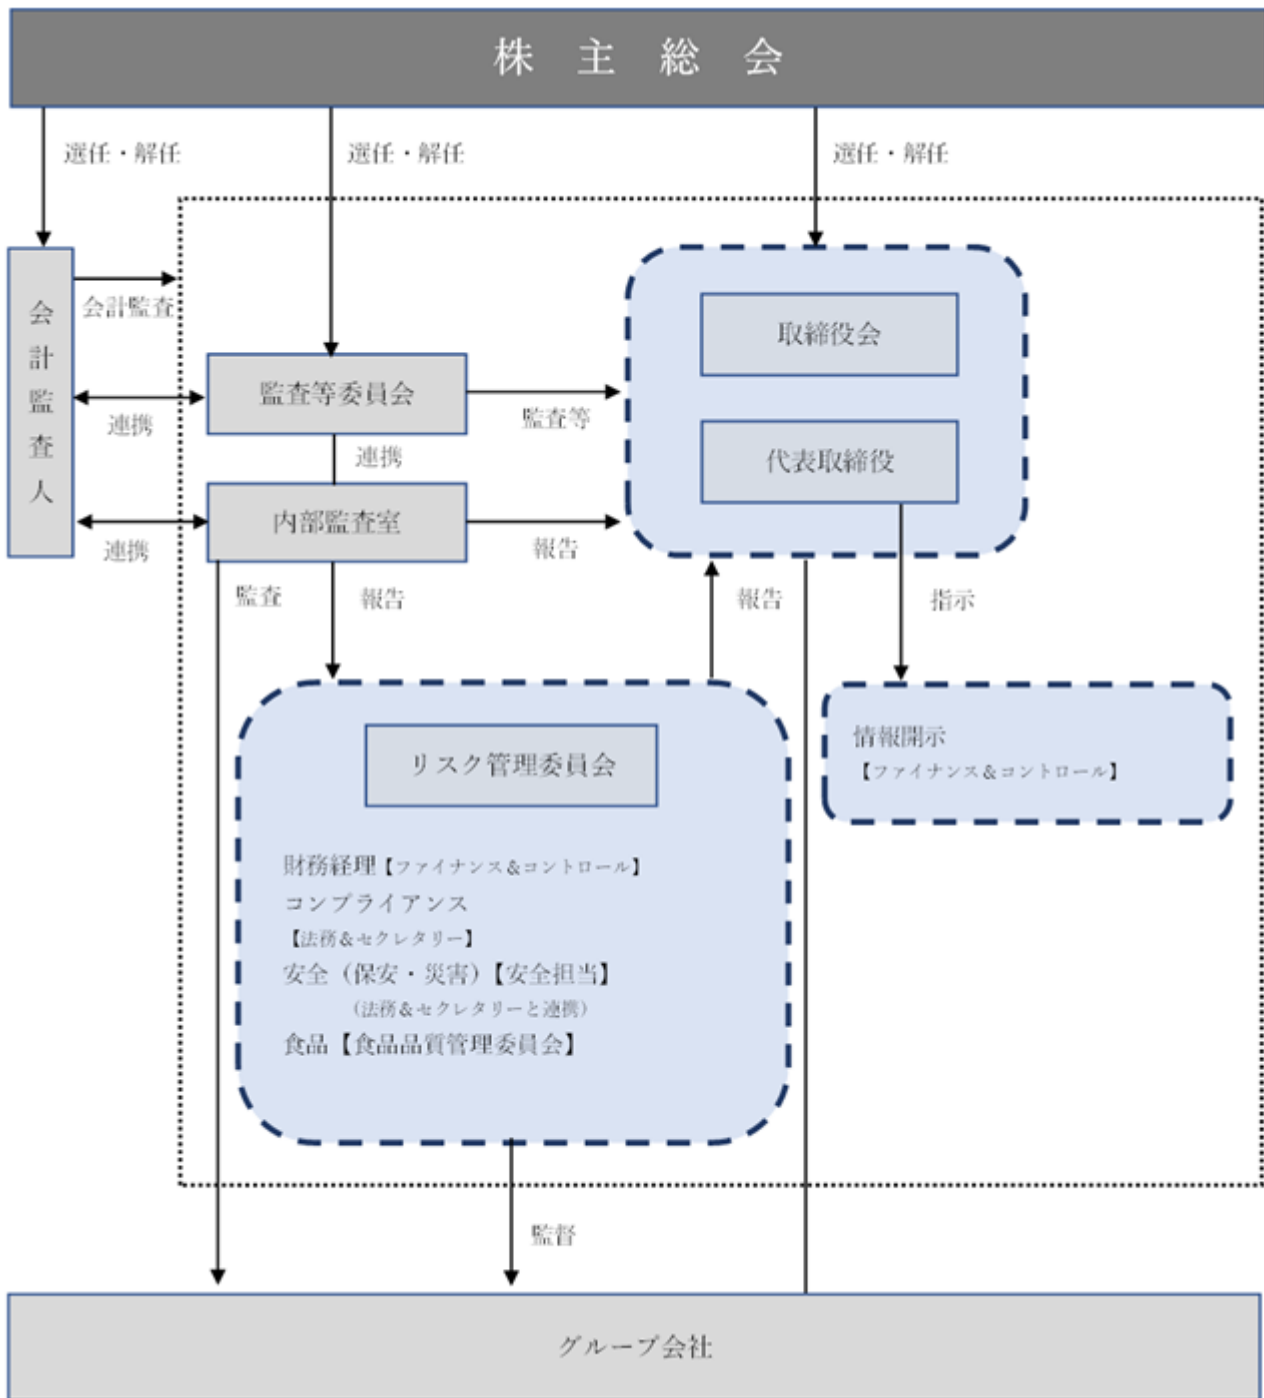 株主総会
選任・解任
選任・解任
選任・解任
会計監査人
会計監査
取締役会
監査等委員会
監査等
連携
代表取締役
連携
内部監査室
報告
連携
監査
報告
報告
指示
リスク管理委員会
情報開示
【ファイナンス＆コントロール】
財務経理【ファイナンス＆コントロール】
コンプライアンス
【法務＆セクレタリー】
安全（保安・災害）【安全担当】
（法務＆セクレタリーと連携）
食品【食品品質管理委員会】
監督
グループ会社